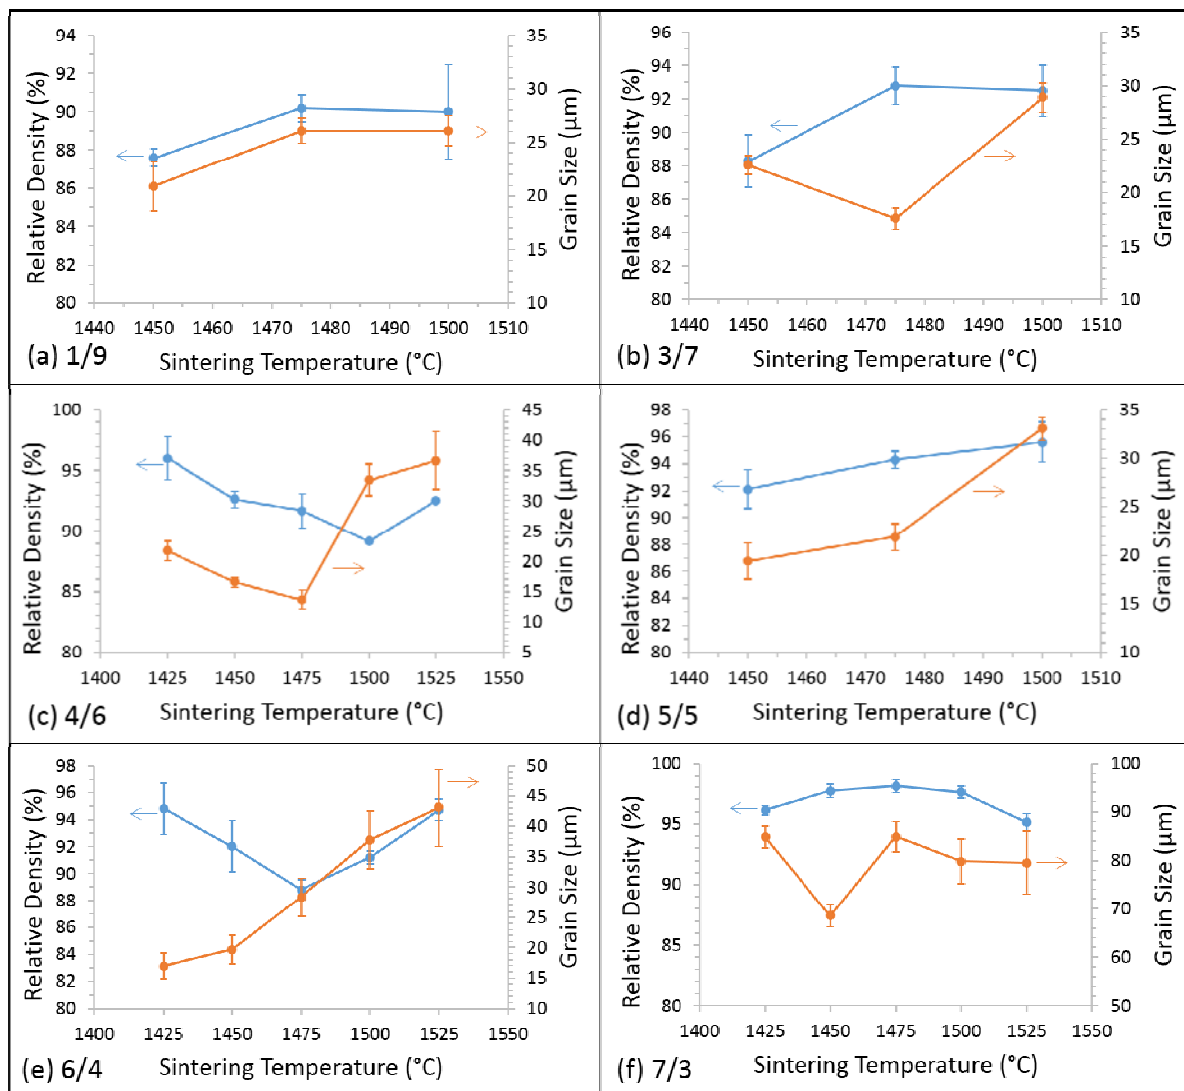 94
92
90
88
86
84
82
80
Relative Density (%)
35
30
25
20
15
10
Grain Size (µm)
1440 1450 1460 1470 1480 1490 1500 1510
Sintering Temperature (°C)
(a) 1/9
96
94
92
90
88
86
84
82
80
Relative Density (%)
35
30
25
20
15
10
Grain Size (µm)
1440 1450 1460 1470 1480 1490 1500 1510
Sintering Temperature (°C)
(b) 3/7
100
95
90
85
80
Relative Density (%)
45
40
35
30
25
20
15
10
5
Grain Size (µm)
1400 1425 1450 1475 1500 1525 1550
Sintering Temperature (°C)
(c) 4/6
98
96
94
92
90
88
86
84
82
80
Relative Density (%)
35
30
25
20
15
10
Grain Size (µm)
1440 1450 1460 1470 1480 1490 1500 1510
Sintering Temperature (°C)
(d) 5/5
98
96
94
92
90
88
86
84
82
80
Relative Density (%)
50
45
40
35
30
25
20
15
10
Grain Size (µm)
1400 1425 1450 1475 1500 1525 1550
Sintering Temperature (°C)
(e) 6/4
100
95
90
85
80
Relative Density (%)
100
90
80
70
60
50
Grain Size (µm)
1400 1425 1450 1475 1500 1525 1550
Sintering Temperature (°C)
(f) 7/3